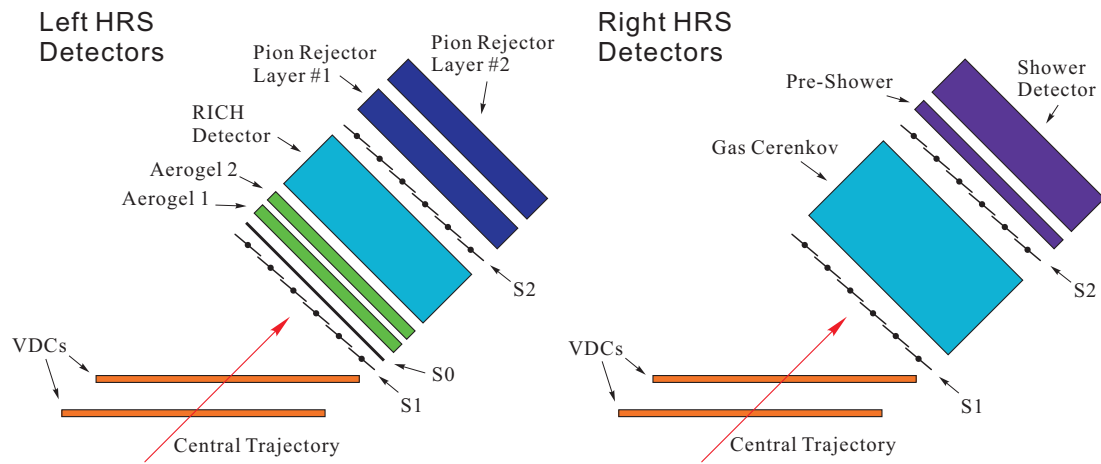 Left HRS
Detectors
Pion Rejector
Layer #1
Pion Rejector
Layer #2
RICH
Detector
Aerogel 2
Aerogel 1
S2
VDCs
S0
S1
Central Trajectory
Right HRS
Detectors
Pre-Shower
Shower
Detector
Gas Cerenkov
S2
VDCs
S1
Central Trajectory